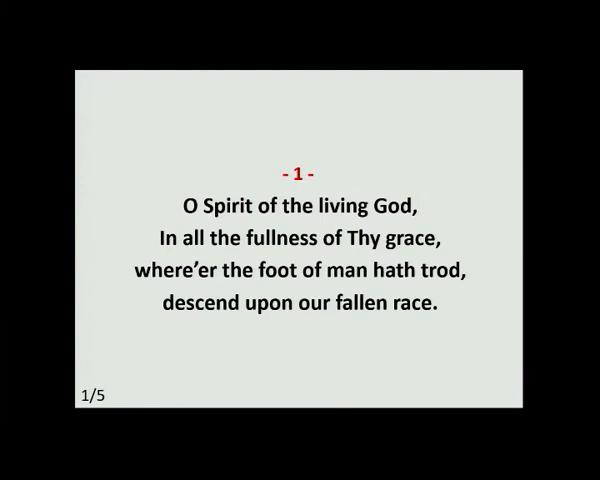 - 1 -
O Spirit of the living God,
In all the fullness of Thy grace,
where’er the foot of man hath trod,
descend upon our fallen race.
1/5